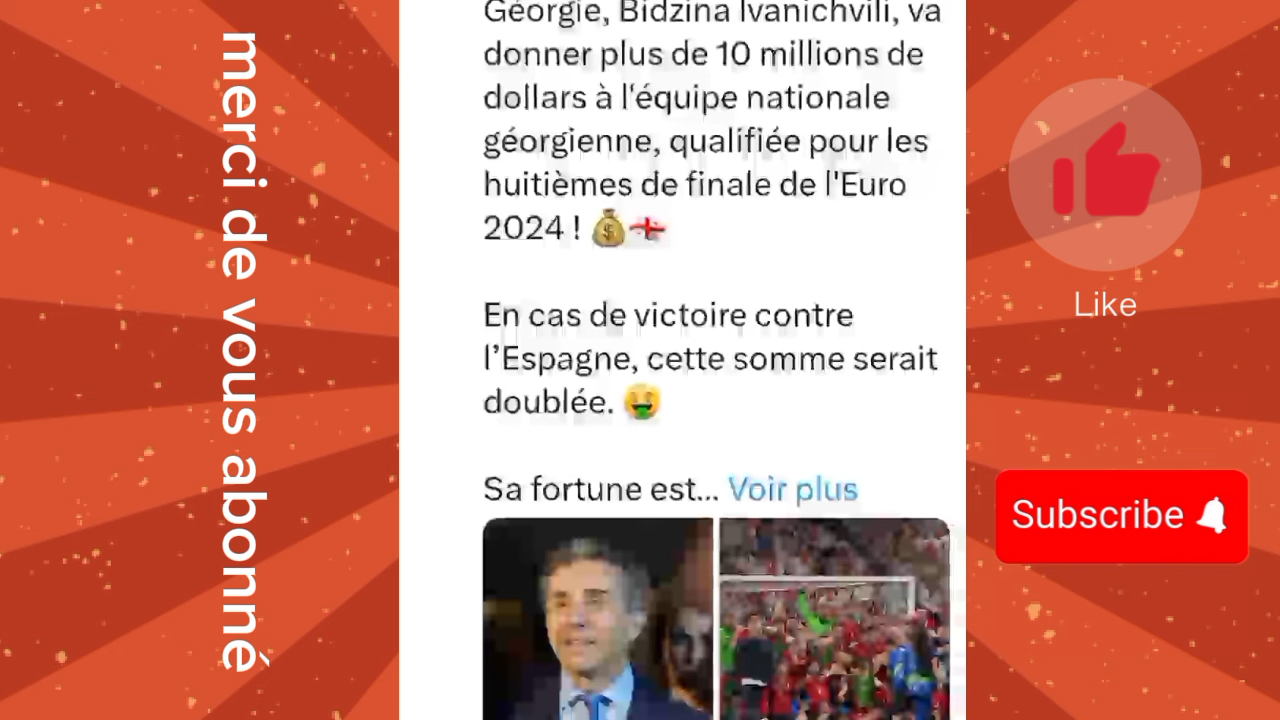 merci de vous abonné
Géorgie, Bidzina Ivanichvili, va
donner plus de 10 millions de
dollars à l'équipe nationale
géorgienne, qualifiée pour les
huitièmes de finale de l'Euro
2024 ! 💰🇬🇪
En cas de victoire contre
l’Espagne, cette somme serait
doublée. 🤑
Sa fortune est... Voir plus
Like
Subscribe